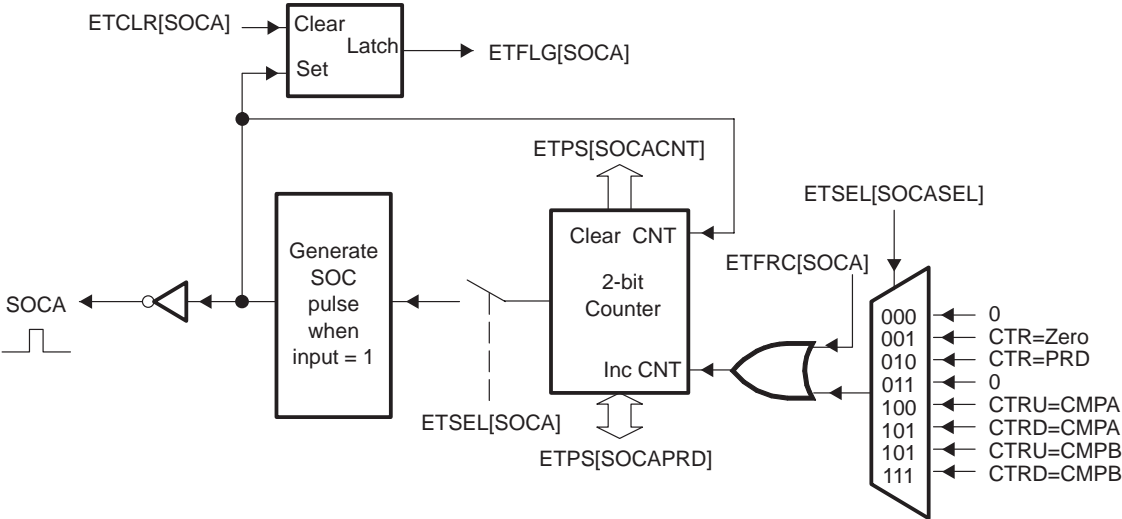 ETCLR[SOCA]
Clear
Latch
Set
ETFLG[SOCA]
ETPS[SOCACNT]
ETSEL[SOCASEL]
Generate
SOC
pulse
when
input = 1
Clear CNT
2-bit
Counter
Inc CNT
ETFRC[SOCA]
SOCA
ETSEL[SOCA]
ETPS[SOCAPRD]
000 0
001 CTR=Zero
010 CTR=PRD
011 0
100 CTRU=CMPA
101 CTRD=CMPA
101 CTRU=CMPB
111 CTRD=CMPB